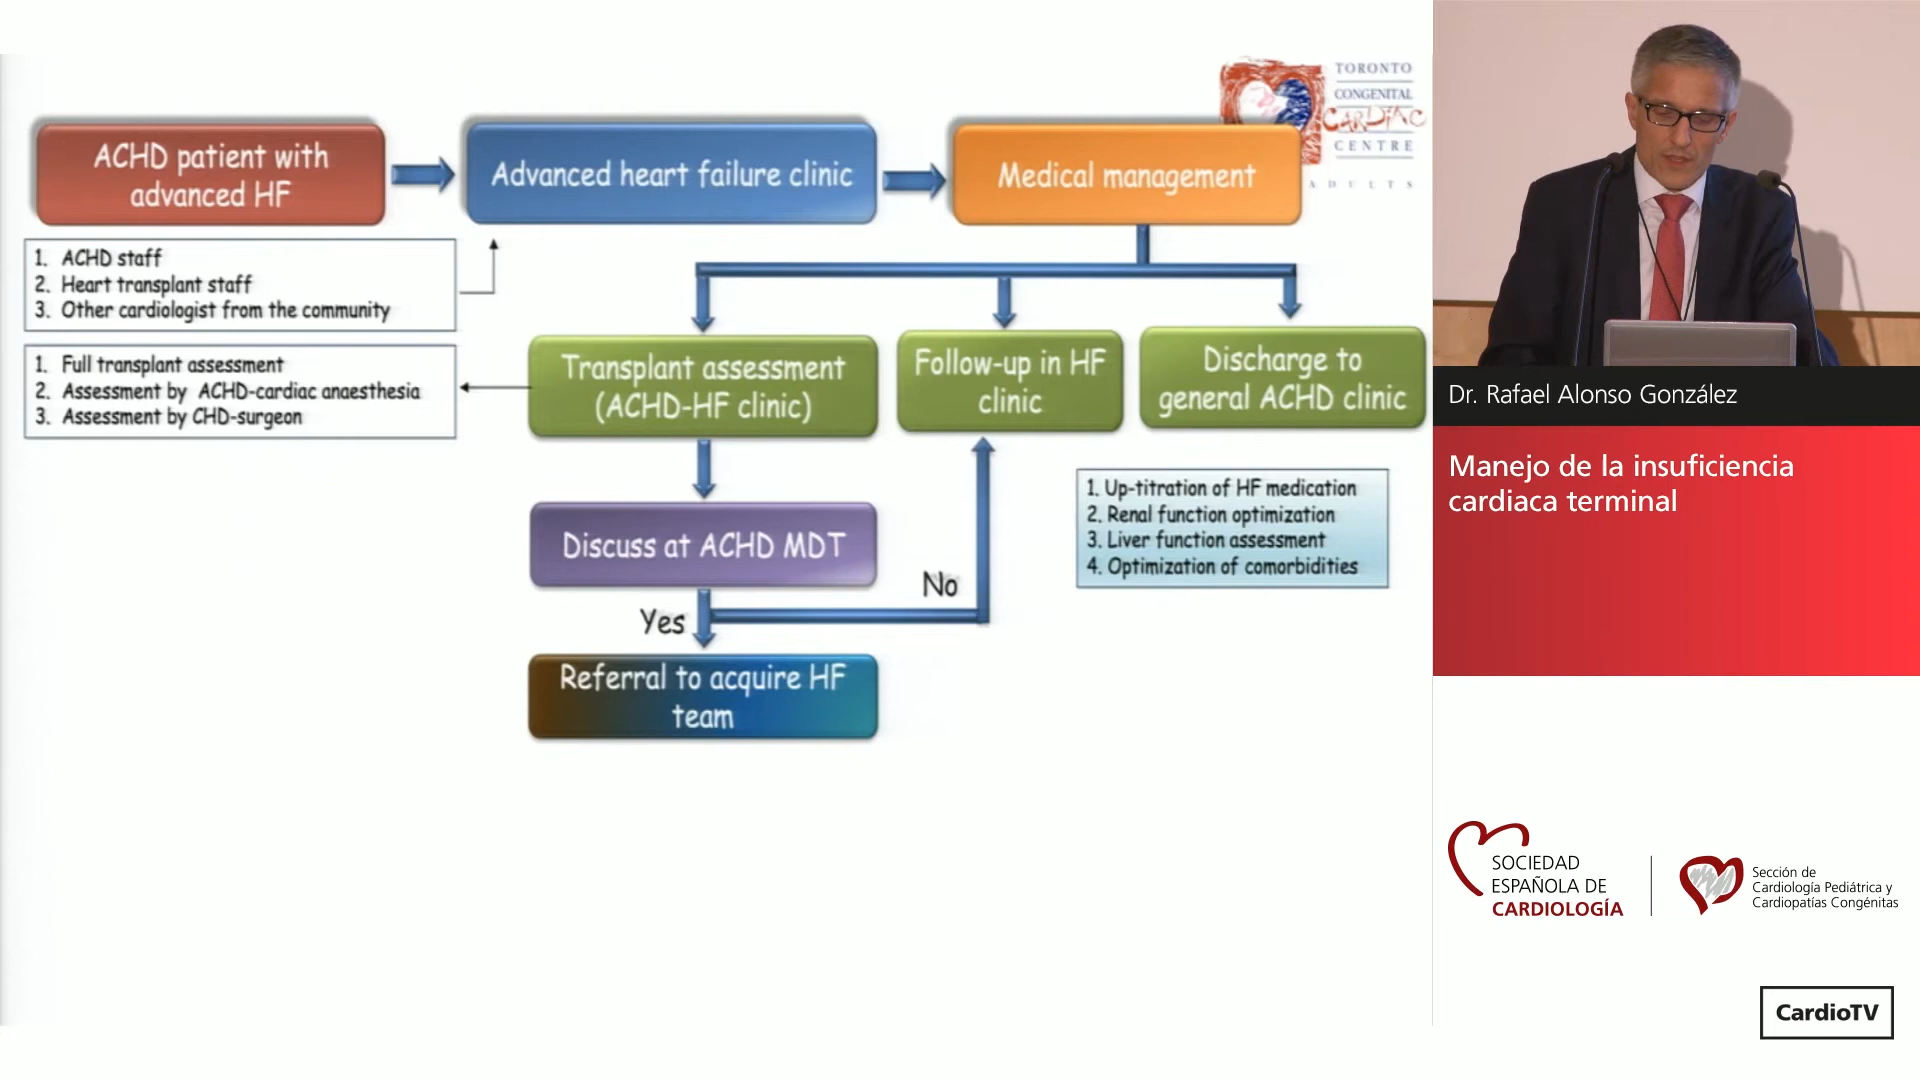 TORONTO
CONGENITAL
CARDIAC
CENTRE
ADULTS
ACHD patient with
advanced HF
Advanced heart failure clinic
Medical management
1. ACHD staff
2. Heart transplant staff
3. Other cardiologist from the community
1. Full transplant assessment
2. Assessment by ACHD-cardiac anaesthesia
3. Assessment by CHD-surgeon
Transplant assessment
(ACHD-HF clinic)
Follow-up in HF
clinic
Discharge to
general ACHD clinic
1. Up-titration of HF medication
2. Renal function optimization
3. Liver function assessment
4. Optimization of comorbidities
Discuss at ACHD MDT
No
Yes
Referral to acquire HF
team
Dr. Rafael Alonso González
Manejo de la insuficiencia
cardiaca terminal
SOCIEDAD
ESPAÑOLA DE
CARDIOLOGÍA
Sección de
Cardiología Pediátrica y
Cardiopatías Congénitas
CardioTV